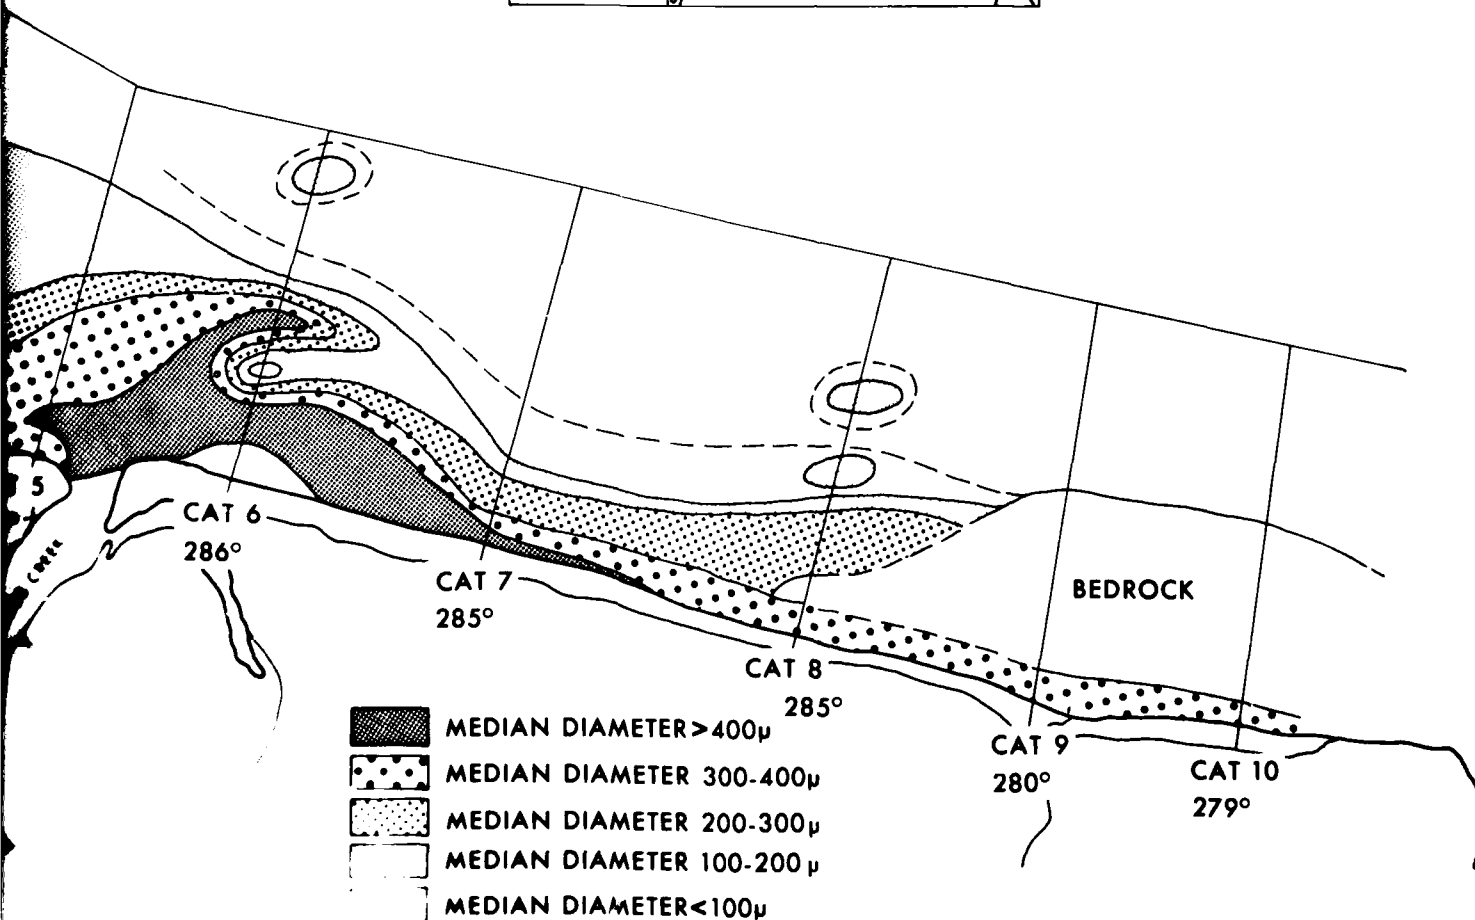 5
CREEK
CAT 6
286°
CAT 7
285°
BEDROCK
CAT 8
285°
CAT 9
280°
CAT 10
279°
MEDIAN DIAMETER>400µ
MEDIAN DIAMETER 300-400µ
MEDIAN DIAMETER 200-300µ
MEDIAN DIAMETER 100-200µ
MEDIAN DIAMETER<100µ